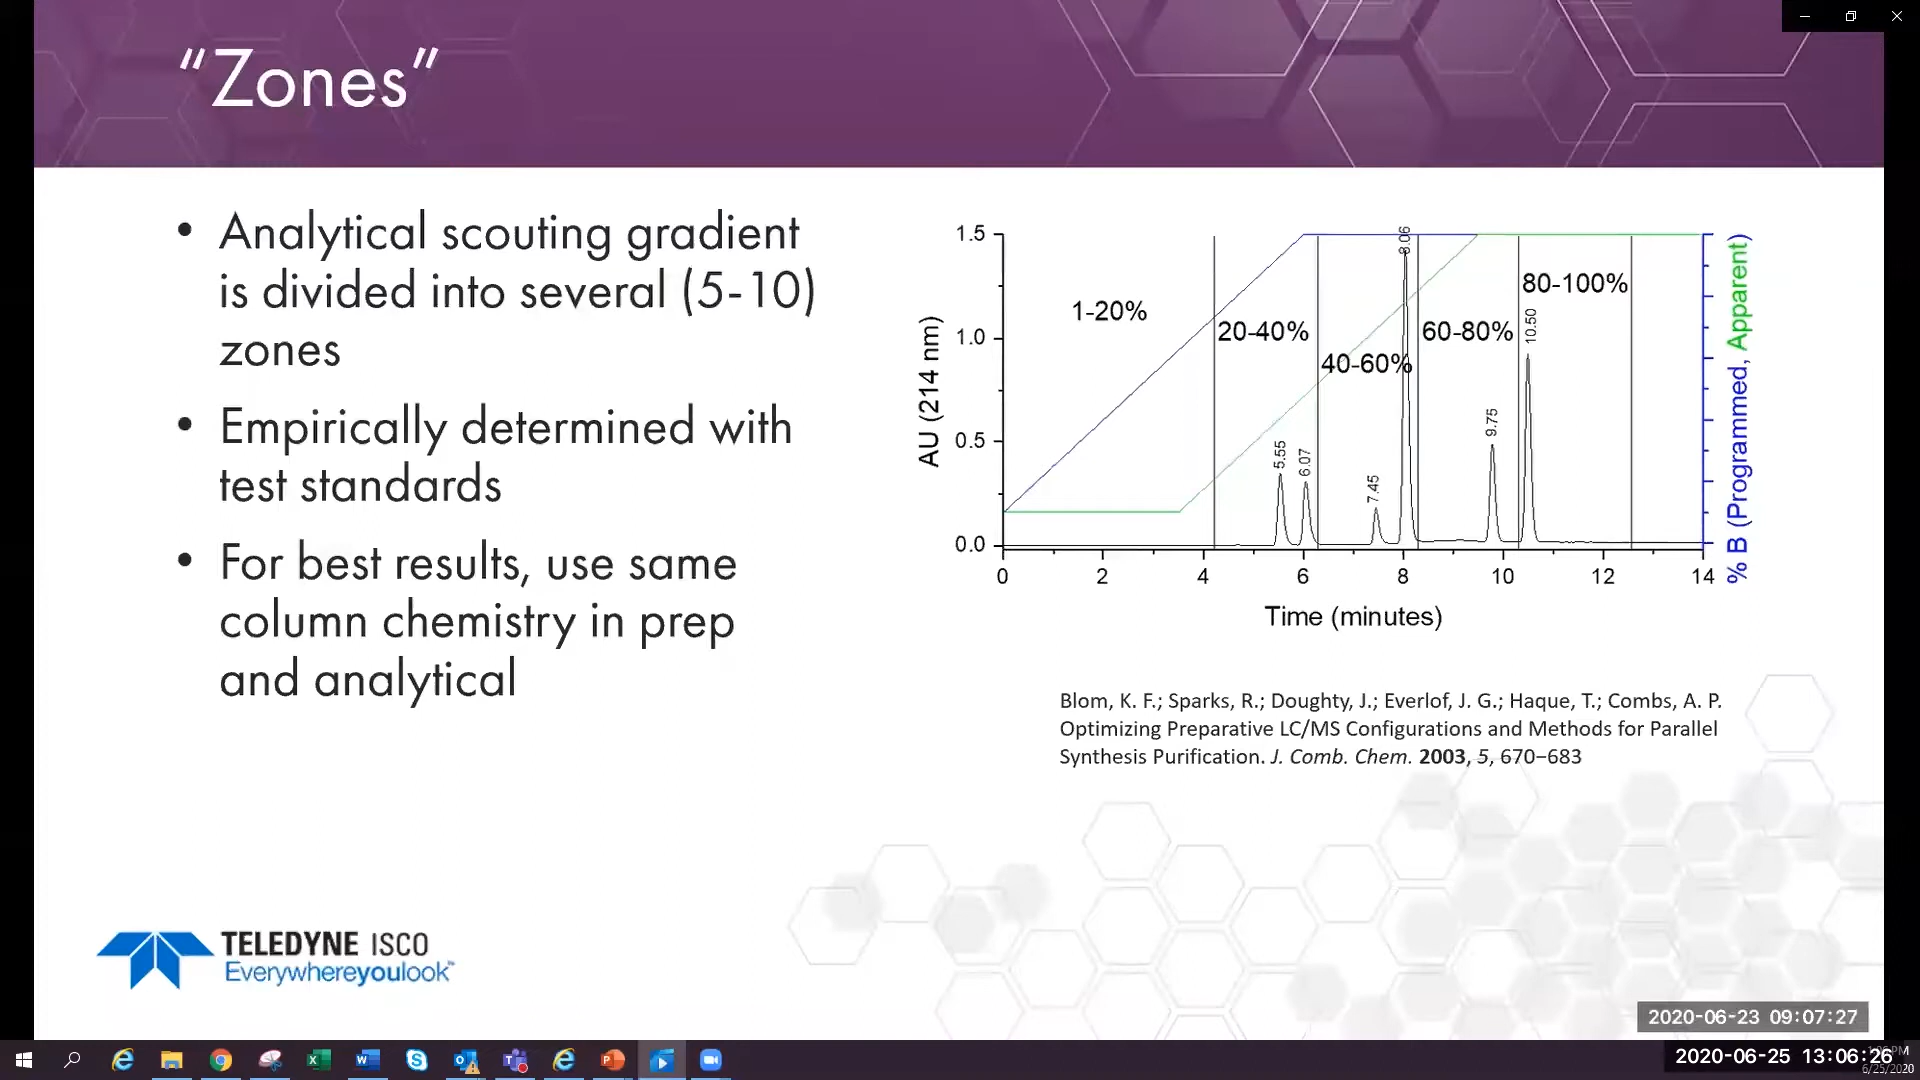 “Zones”
• Analytical scouting gradient
is divided into several (5-10)
zones
• Empirically determined with
test standards
• For best results, use same
column chemistry in prep
and analytical
1.5
1.0
0.5
0.0
AU (214 nm)
0 2 4 6 8 10 12 14
Time (minutes)
% B (Programmed, Apparent)
1-20%
20-40%
40-60%
60-80%
80-100%
5.55
6.07
7.45
8.06
9.75
10.50
Blom, K. F.; Sparks, R.; Doughty, J.; Everlof, J. G.; Haque, T.; Combs, A. P.
Optimizing Preparative LC/MS Configurations and Methods for Parallel
Synthesis Purification. J. Comb. Chem. 2003, 5, 670–683
TELEDYNE ISCO
Everywhereyoulook™
2020-06-23 09:07:27
2020-06-25 13:06:26
6/25/2020